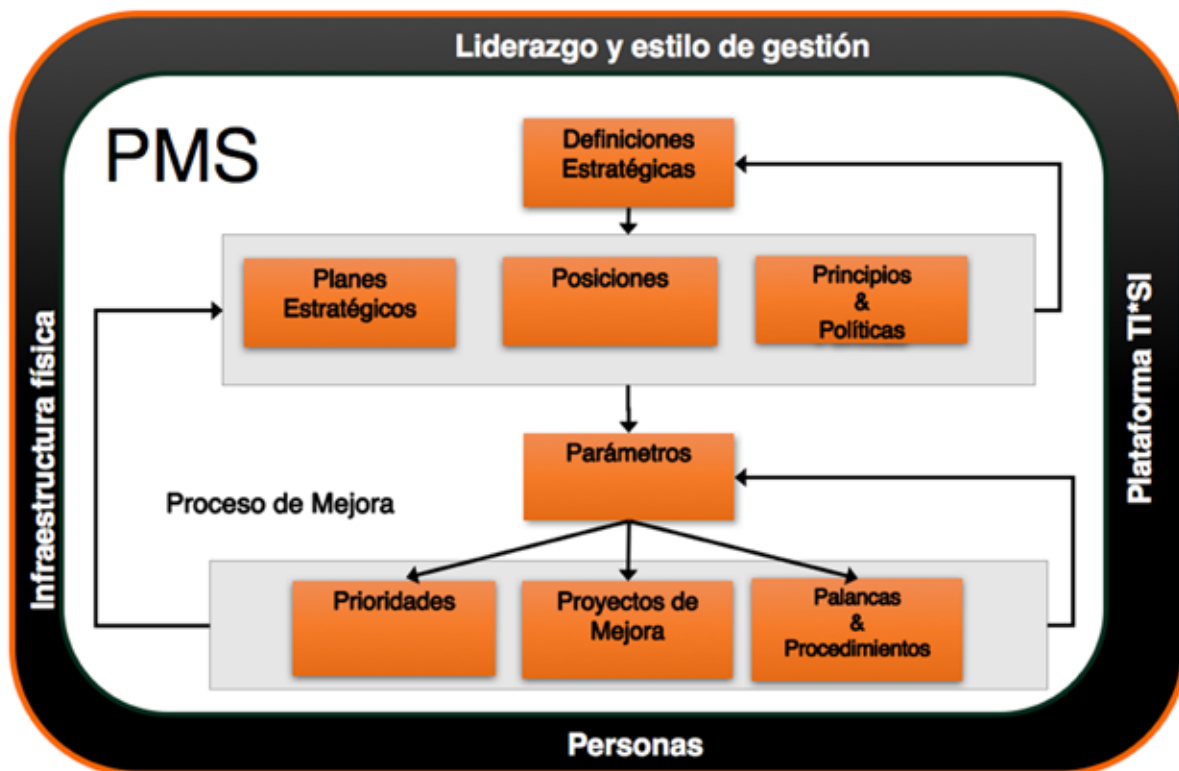 Liderazgo y estilo de gestión
PMS
Definiciones
Estratégicas
Planes
Estratégicos
Posiciones
Principios
&
Políticas
Infraestructura física
Plataforma TI*SI
Parámetros
Proceso de Mejora
Prioridades
Proyectos de
Mejora
Palancas
&
Procedimientos
Personas